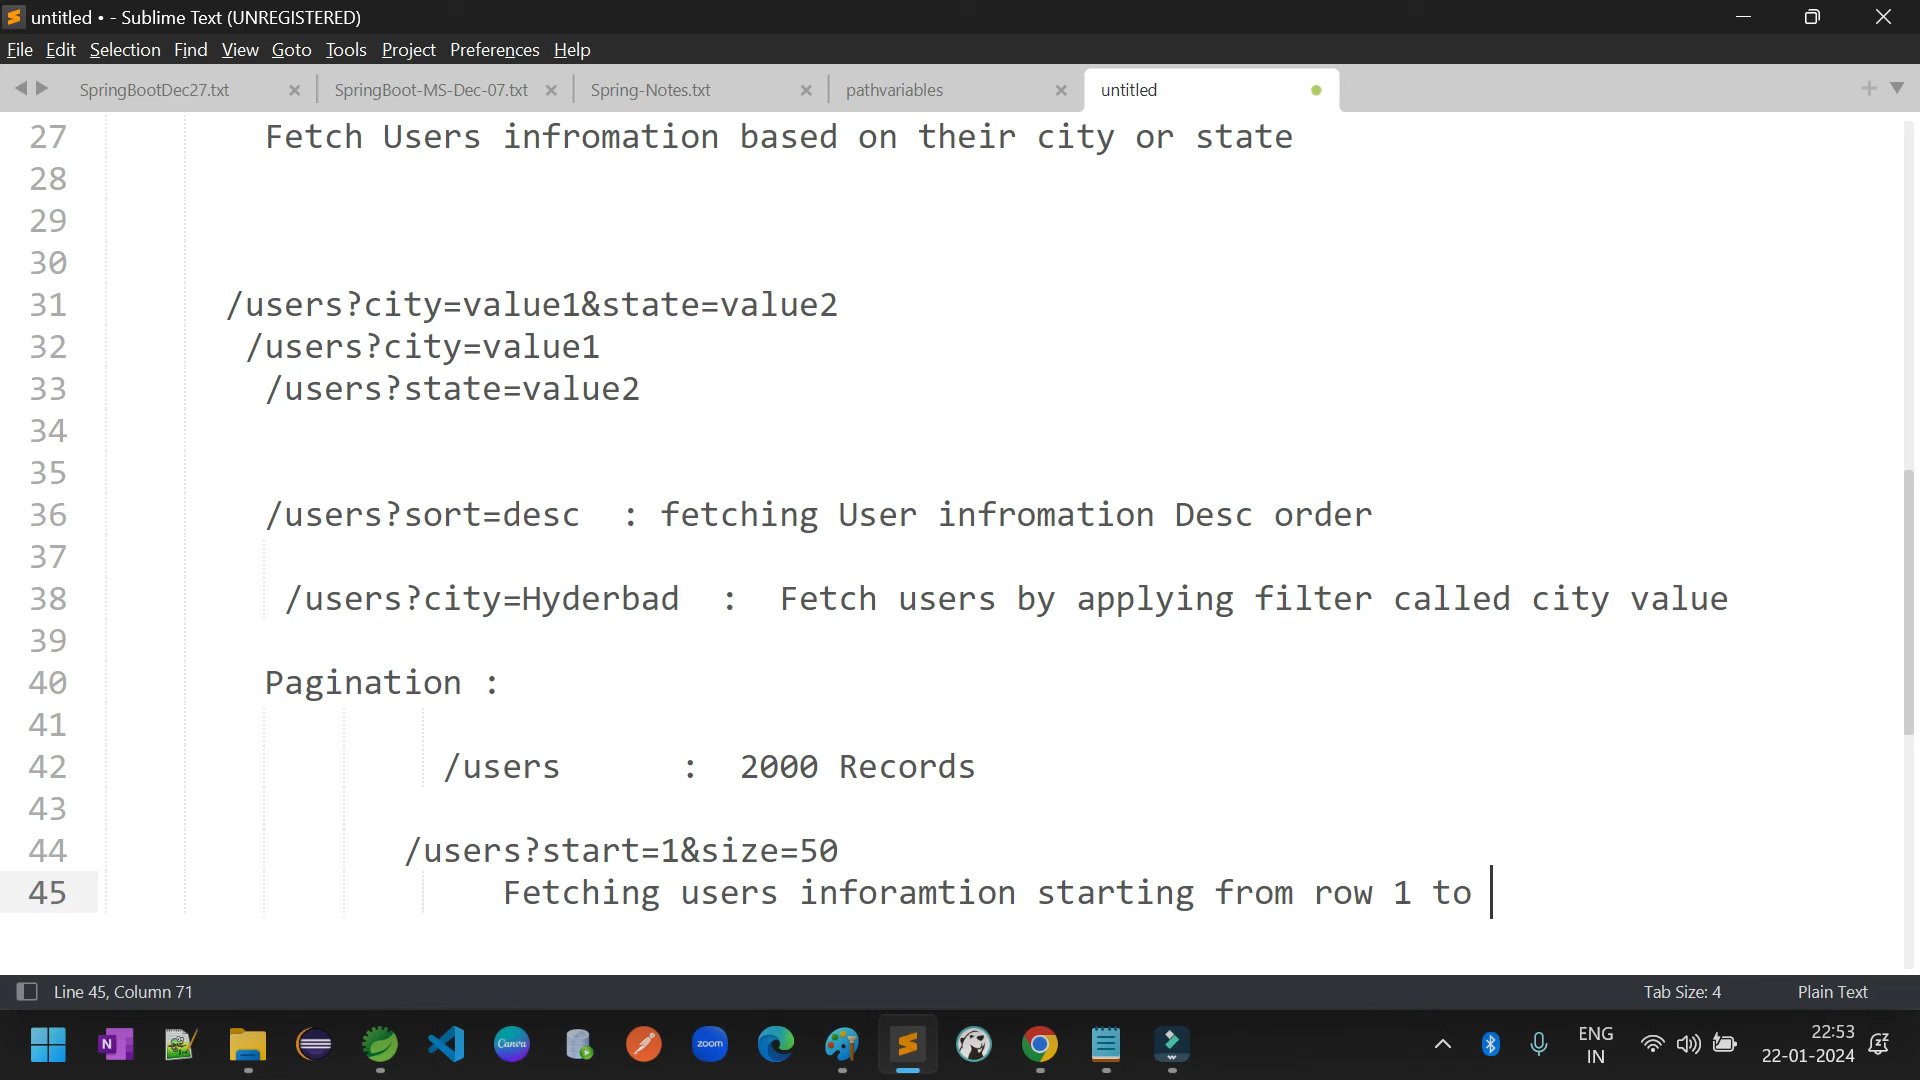 untitled • - Sublime Text (UNREGISTERED)
File Edit Selection Find View Goto Tools Project Preferences Help
SpringBootDec27.txt SpringBoot-MS-Dec-07.txt Spring-Notes.txt pathvariables untitled
27 Fetch Users infromation based on their city or state
28
29
30
31 /users?city=value1&state=value2
32 /users?city=value1
33 /users?state=value2
34
35
36 /users?sort=desc : fetching User infromation Desc order
37
38 /users?city=Hyderbad : Fetch users by applying filter called city value
39
40 Pagination :
41
42 /users : 2000 Records
43
44 /users?start=1&size=50
45 Fetching users inforamtion starting from row 1 to
Line 45, Column 71 Tab Size: 4 Plain Text
N Canva zoom ENG 22:53
IN 22-01-2024